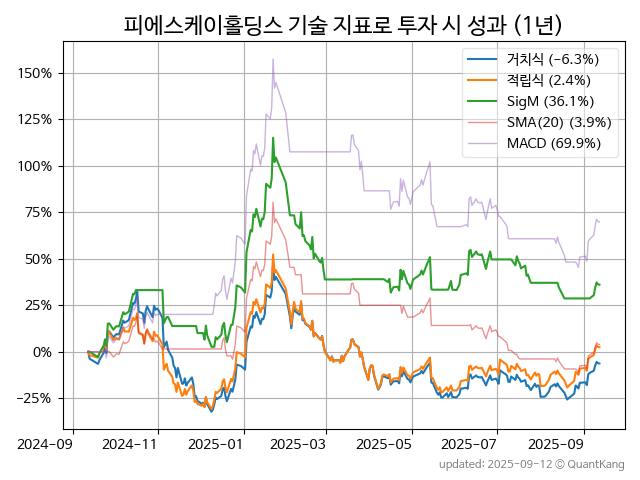 피에스케이홀딩스 기술 지표로 투자 시 성과 (1년)
거치식 (−6.3%)
적립식 (2.4%)
SigM (36.1%)
SMA(20) (3.9%)
MACD (69.9%)
150%
125%
100%
75%
50%
25%
0%
−25%
2024-09 2024-11 2025-01 2025-03 2025-05 2025-07 2025-09
updated: 2025-09-12 © QuantKang